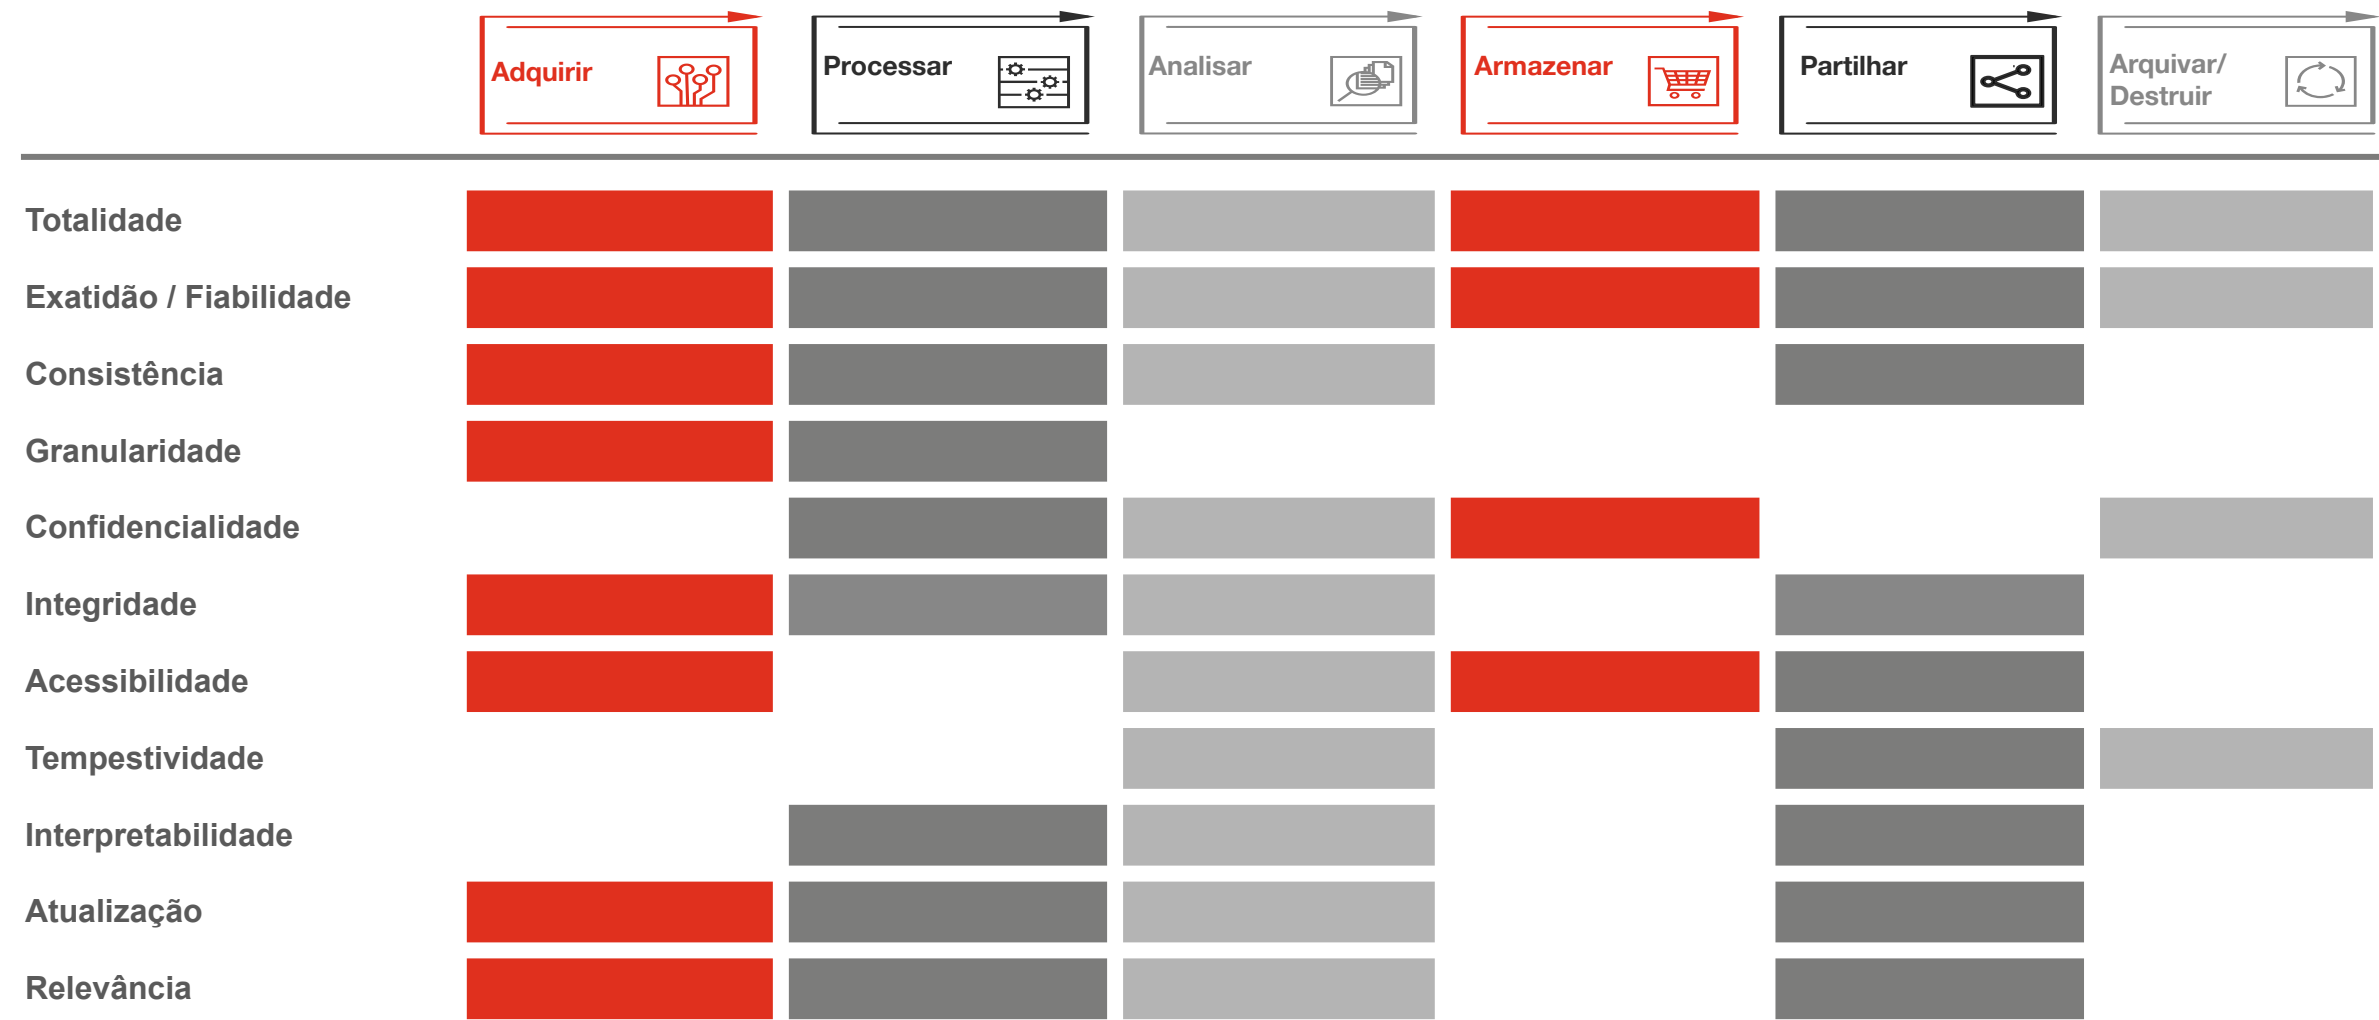 Adquirir
Processar
Analisar
Armazenar
Partilhar
Arquivar/
Destruir
Totalidade
Exatidão / Fiabilidade
Consistência
Granularidade
Confidencialidade
Integridade
Acessibilidade
Tempestividade
Interpretabilidade
Atualização
Relevância